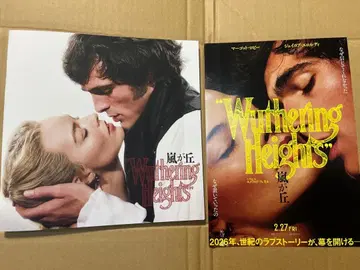 嵐が丘
"Wuthering
Heights"
マーゴット・ロビー
ジェイコブ・エロルディ
"Wuthering
Heights"
嵐が丘
2.27 FRI
2026年、世紀のラブストーリーが、幕を開ける―